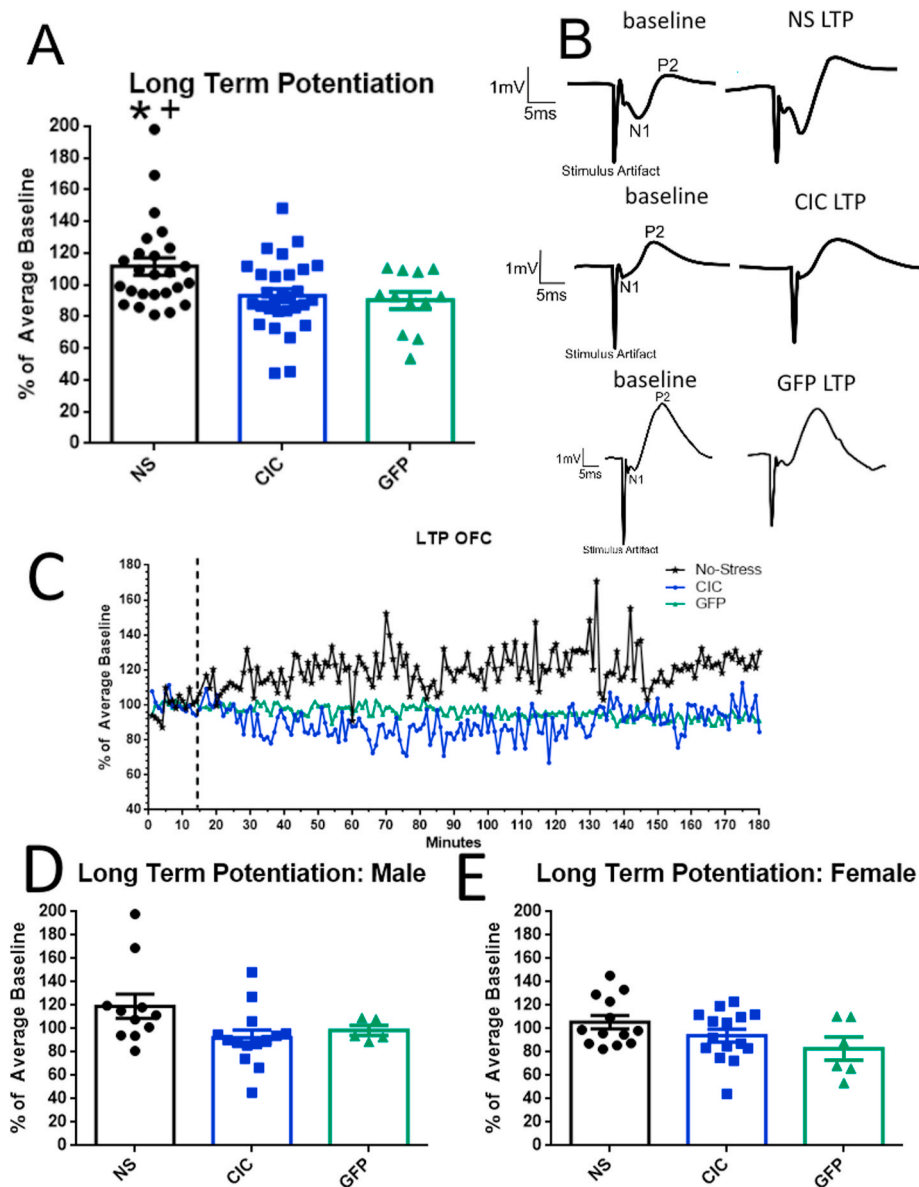 A
Long Term Potentiation
* +
% of Average Baseline
200
180
160
140
120
100
80
60
40
20
0
NS
CIC
GFP
B
baseline
NS LTP
P2
1mV
5ms
N1
Stimulus Artifact
baseline
CIC LTP
P2
1mV
5ms
N1
Stimulus Artifact
baseline
GFP LTP
P2
1mV
5ms
N1
Stimulus Artifact
C
LTP OFC
No-Stress
CIC
GFP
% of Average Baseline
180
160
140
120
100
80
60
40
0 10 20 30 40 50 60 70 80 90 100 110 120 130 140 150 160 170 180
Minutes
D
Long Term Potentiation: Male
% of Average Baseline
200
180
160
140
120
100
80
60
40
20
0
NS
CIC
GFP
E
Long Term Potentiation: Female
% of Average Baseline
200
180
160
140
120
100
80
60
40
20
0
NS
CIC
GFP